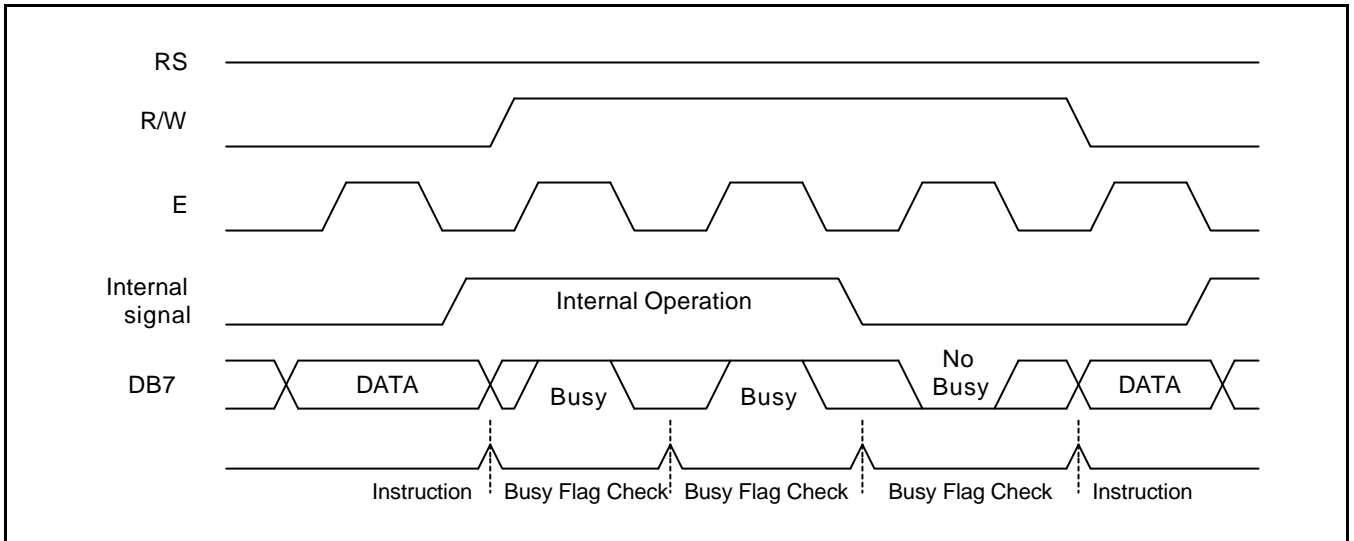 RS
R/W
E
Internal
signal
Internal Operation
DB7
DATA
Busy
Busy
No
Busy
DATA
Instruction
Busy Flag Check
Busy Flag Check
Busy Flag Check
Instruction